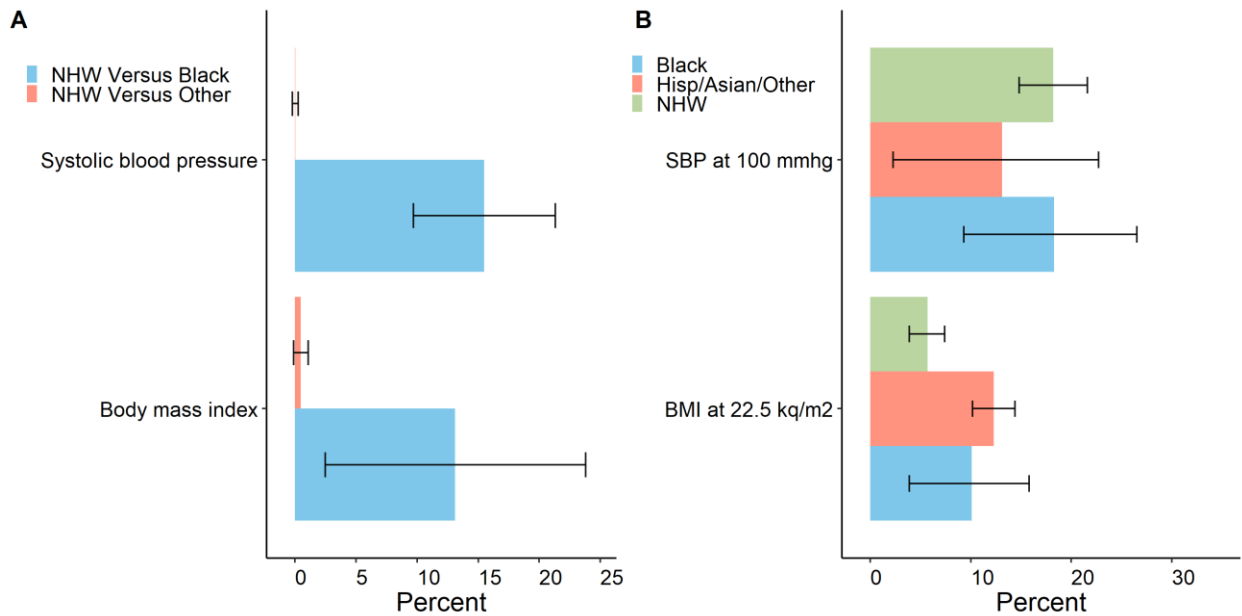 A
NHW Versus Black
NHW Versus Other
Systolic blood pressure
Body mass index
0 5 10 15 20 25
Percent
B
Black
Hisp/Asian/Other
NHW
SBP at 100 mmhg
BMI at 22.5 kq/m2
0 10 20 30
Percent